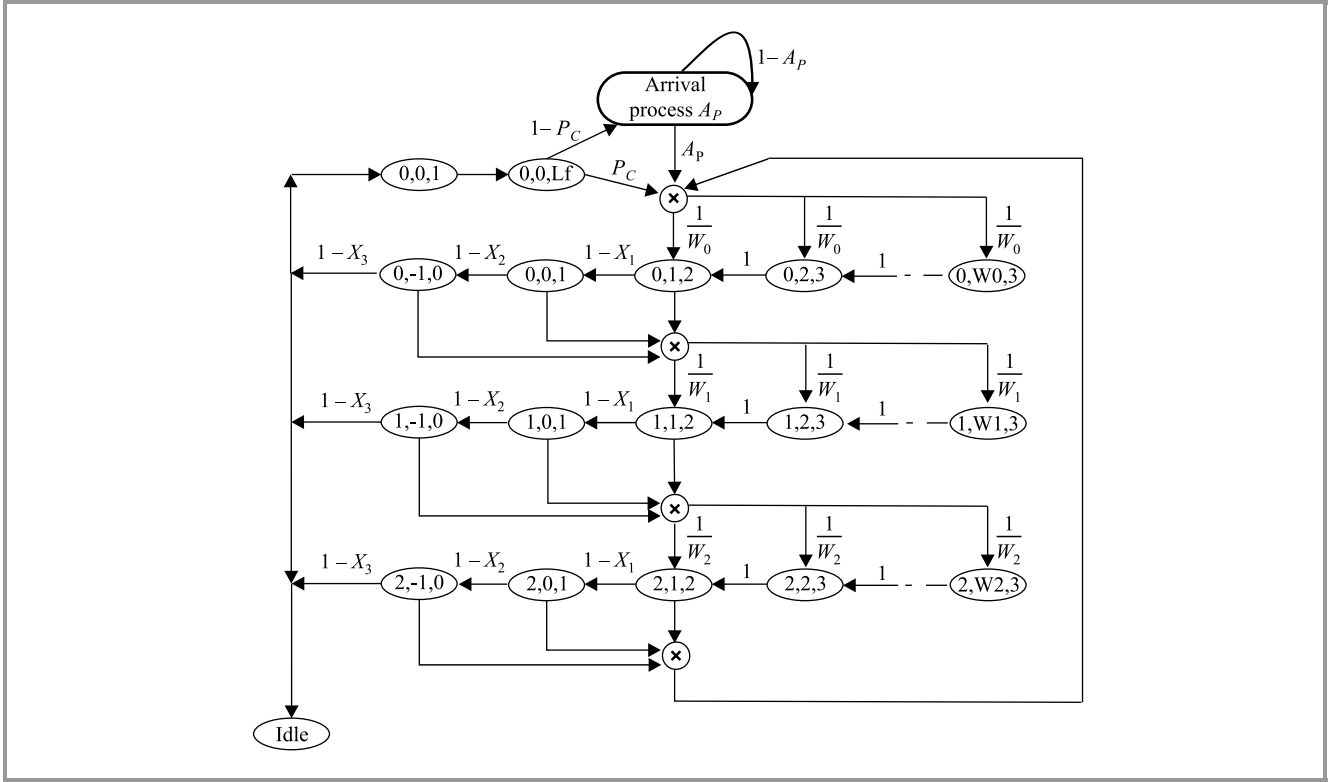 1– A_P
Arrival
process A_P
1– P_C
A_P
P_C
0,0,1
0,0,Lf
×
1/W_0
1/W_0
1/W_0
1 – X_3
1 – X_2
1 – X_1
1
1
0,-1,0
0,0,1
0,1,2
0,2,3
0,W0,3
×
1/W_1
1/W_1
1/W_1
1 – X_3
1 – X_2
1 – X_1
1
1
1,-1,0
1,0,1
1,1,2
1,2,3
1,W1,3
×
1/W_2
1/W_2
1/W_2
1 – X_3
1 – X_2
1 – X_1
1
1
2,-1,0
2,0,1
2,1,2
2,2,3
2,W2,3
×
Idle